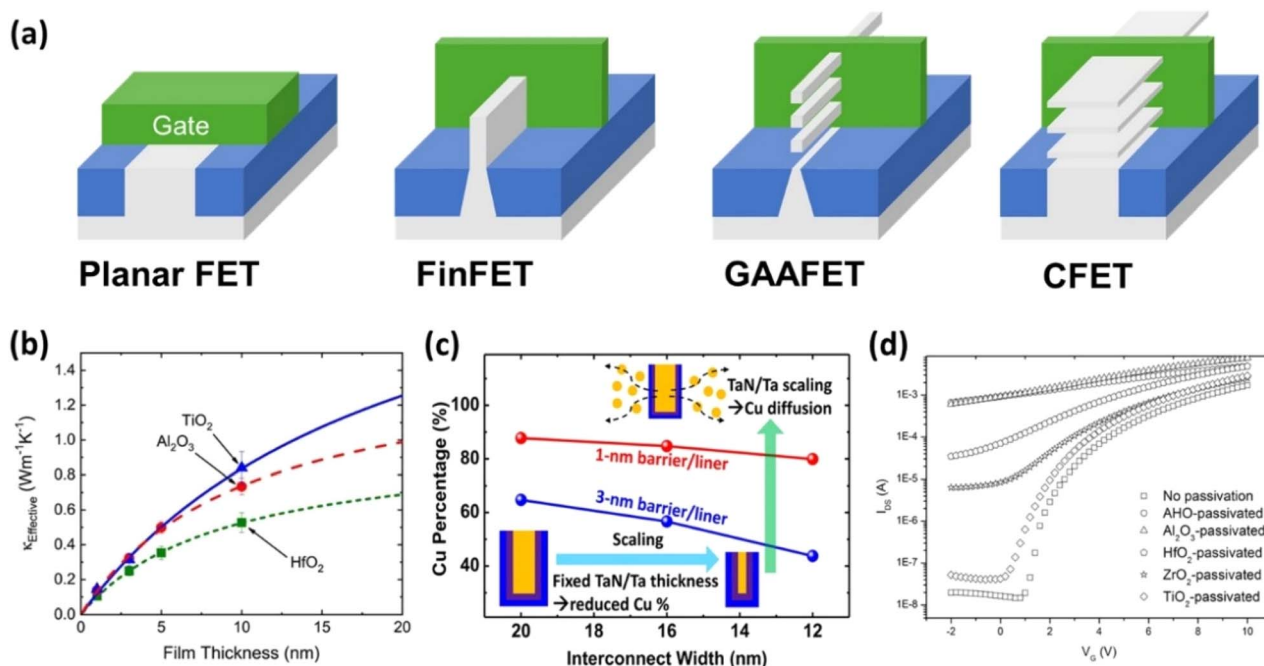 (a)
Gate
Planar FET
FinFET
GAAFET
CFET
(b)
κEffective (Wm⁻¹K⁻¹)
1.4
1.2
1.0
0.8
0.6
0.4
0.2
0.0
0
5
10
15
20
Film Thickness (nm)
TiO₂
Al₂O₃
HfO₂
(c)
Cu Percentage (%)
100
80
60
40
20
18
16
14
12
Interconnect Width (nm)
TaN/Ta scaling
→Cu diffusion
1-nm barrier/liner
3-nm barrier/liner
Scaling
Fixed TaN/Ta thickness
→reduced Cu %
(d)
I_DS (A)
1E-3
1E-4
1E-5
1E-6
1E-7
1E-8
-2
0
2
4
6
8
10
V_G (V)
No passivation
AHO-passivated
Al₂O₃-passivated
HfO₂-passivated
ZrO₂-passivated
TiO₂-passivated